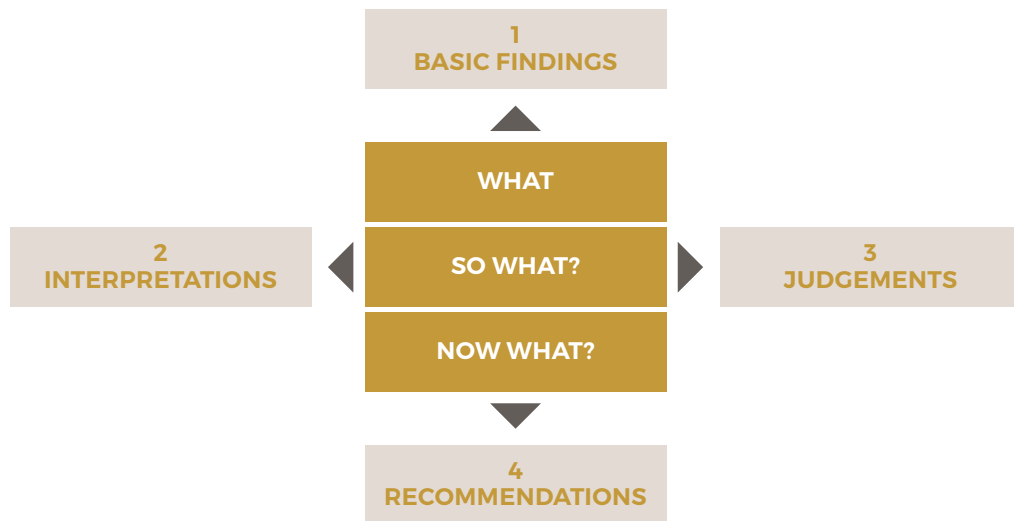 1
BASIC FINDINGS
WHAT
2
INTERPRETATIONS
SO WHAT?
3
JUDGEMENTS
NOW WHAT?
4
RECOMMENDATIONS